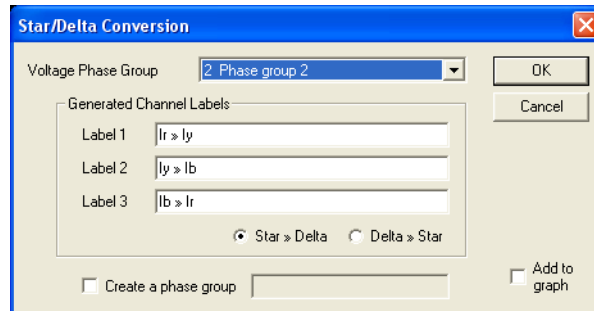 Star/Delta Conversion
Voltage Phase Group 2 Phase group 2 OK
Generated Channel Labels Cancel
Label 1 Ir » Iy
Label 2 Iy » Ib
Label 3 Ib » Ir
Star » Delta Delta » Star
Create a phase group
Add to
graph